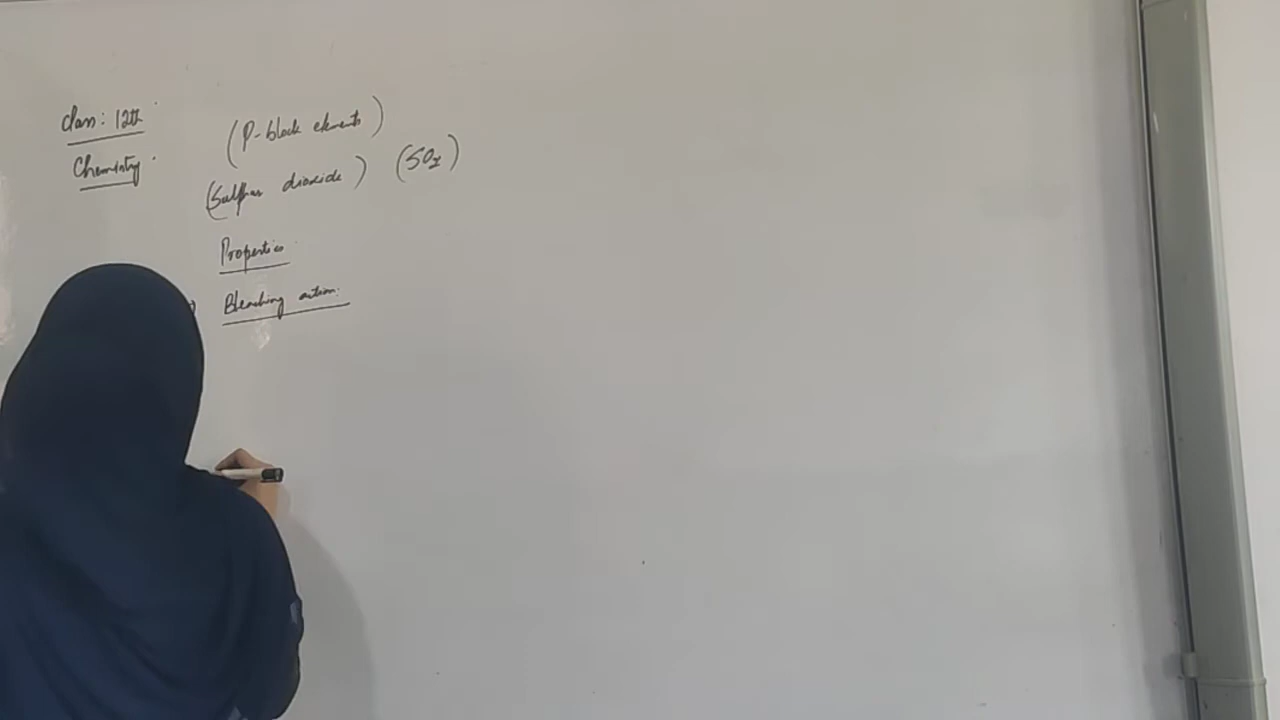 Class: 12th
Chemistry
(P-block elements)
(Sulphur dioxide) (SO2)
Properties
Bleaching action.